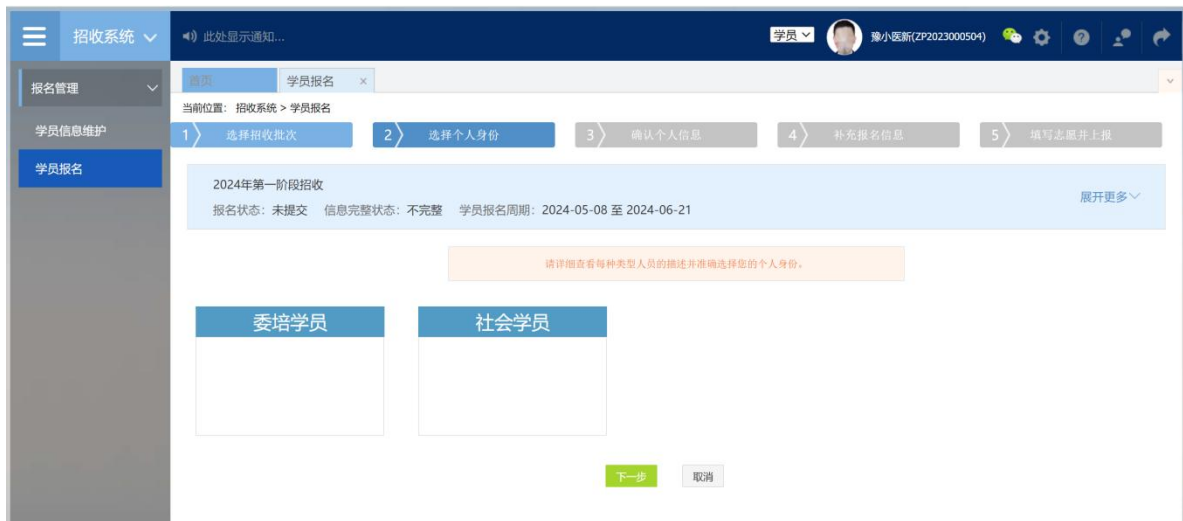 招收系统
此处显示通知...
学员
豫小医新(ZP2023000504)
报名管理
学员信息维护
学员报名
首页
学员报名 ×
当前位置: 招收系统 > 学员报名
1 选择招收批次
2 选择个人身份
3 确认个人信息
4 补充报名信息
5 填写志愿并上报
2024年第一阶段招收
报名状态: 未提交 信息完整状态: 不完整 学员报名周期: 2024-05-08 至 2024-06-21
展开更多
请详细查看每种类型人员的描述并准确选择您的个人身份。
委培学员
社会学员
下一步
取消